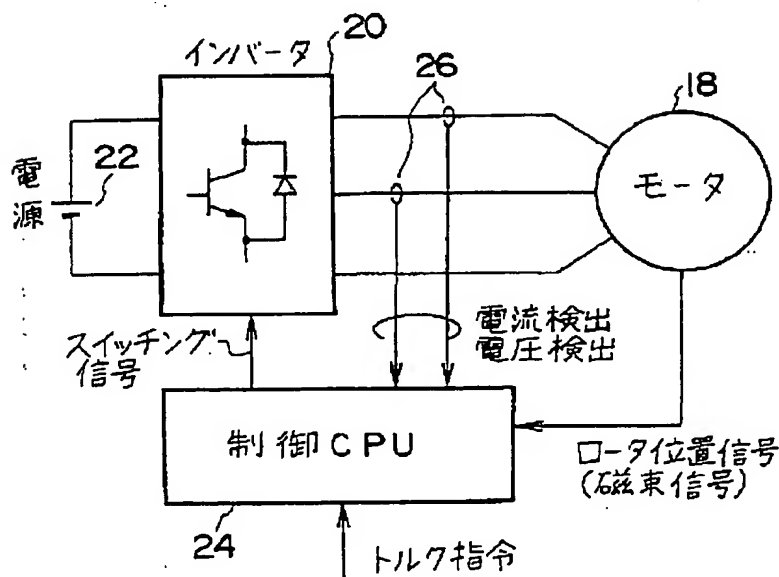 インバータ
20
26
18
電源
22
モータ
スイッチング
信号
電流検出
電圧検出
制御CPU
24
ロータ位置信号
(磁束信号)
トルク指令